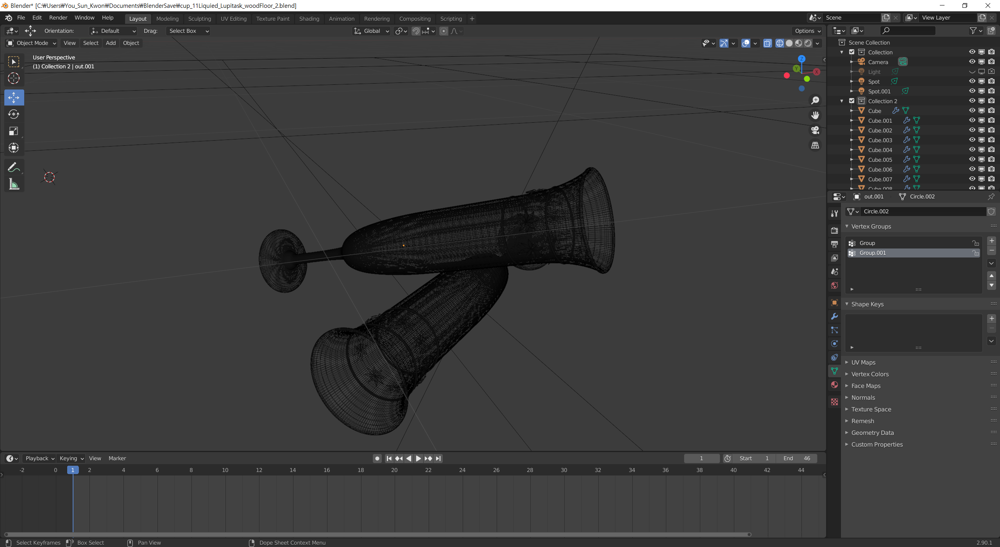 Blender* [C:₩Users₩You_Sun_Kwon₩Documents₩BlenderSave₩cup_11Liquied_Lupitask_woodFloor_2.blend]
File Edit Render Window Help Layout Modeling Sculpting UV Editing Texture Paint Shading Animation Rendering Compositing Scripting + Scene View Layer
Orientation: Default Drag: Select Box Global Options
Object Mode View Select Add Object
User Perspective
(1) Collection 2 | out.001
Z
Y
X
Scene Collection
Collection
Camera
Light
Spot
Spot.001
Collection 2
Cube
Cube.001
Cube.002
Cube.003
Cube.004
Cube.005
Cube.006
Cube.007
Cube.008
out.001 Circle.002
Circle.002
Vertex Groups
Group
Group.001
Shape Keys
UV Maps
Vertex Colors
Face Maps
Normals
Texture Space
Remesh
Geometry Data
Custom Properties
Playback Keying View Marker 1 Start 1 End 46
-2 0 1 2 4 6 8 10 12 14 16 18 20 22 24 26 28 30 32 34 36 38 40 42 44
Select Keyframes Box Select Pan View Dope Sheet Context Menu 2.90.1